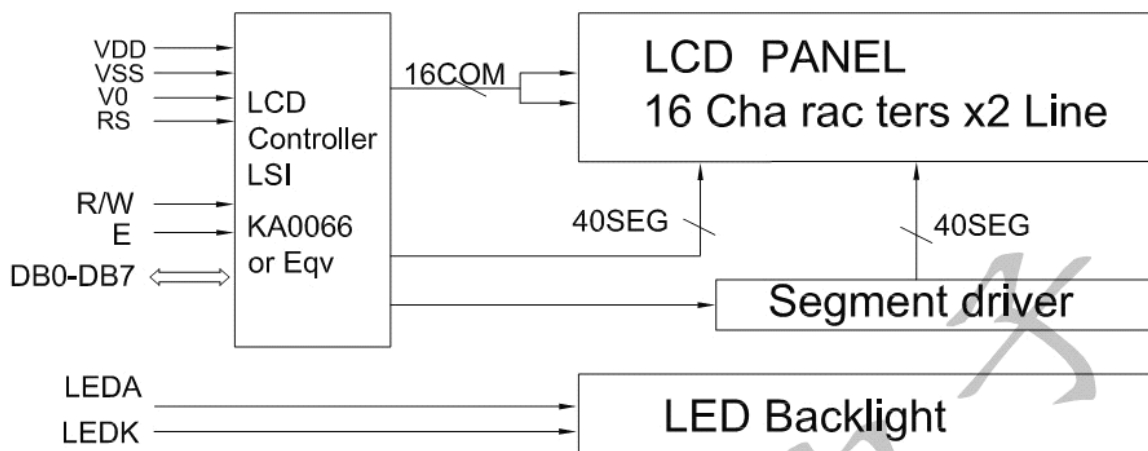 VDD
VSS
V0
RS
R/W
E
DB0-DB7
LCD
Controller
LSI
KA0066
or Eqv
16COM
LCD PANEL
16 Cha rac ters x2 Line
40SEG
40SEG
Segment driver
LEDA
LEDK
LED Backlight